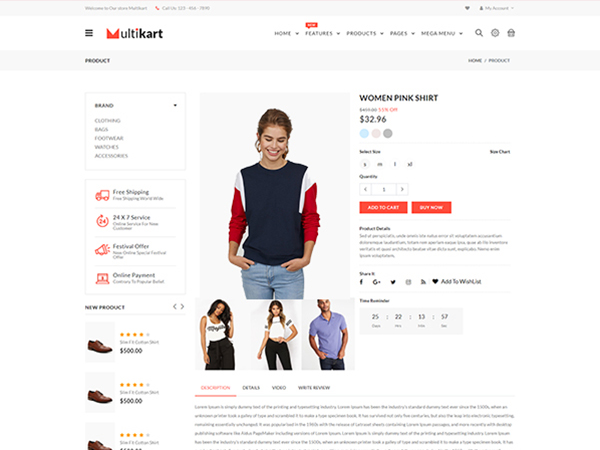 Welcome to Our store Multikart
Call Us: 123 - 456 - 7890
My Account
Multikart
HOME
NEW
FEATURES
PRODUCTS
PAGES
MEGA MENU
PRODUCT
HOME / PRODUCT
BRAND
CLOTHING
BAGS
FOOTWEAR
WATCHES
ACCESSORIES
Free Shipping
Free Shipping World Wide
24 X 7 Service
Online Service For New
Customer
Festival Offer
New Online Special Festival
Offer
Online Payment
Contrary To Popular Belief
NEW PRODUCT
Slim Fit Cotton Shirt
$500.00
Slim Fit Cotton Shirt
$500.00
Slim Fit Cotton Shirt
$500.00
WOMEN PINK SHIRT
$459.00 55% Off
$32.96
Select Size
Size Chart
s m l xl
Quantity
< 1 >
ADD TO CART
BUY NOW
Product Details
Sed ut perspiciatis, unde omnis iste natus error sit voluptatem accusantium
doloremque laudantium, totam rem aperiam eaque ipsa, quae ab illo inventore
veritatis et quasi architecto beatae vitae dicta sunt, explicabo. Nemo enim
ipsam voluptatem,
Share It
Add To WishList
Time Reminder
25 : 22 : 13 : 57
Days Hrs Min Sec
DESCRIPTION
DETAILS
VIDEO
WRITE REVIEW
Lorem Ipsum is simply dummy text of the printing and typesetting industry. Lorem Ipsum has been the industry's standard dummy text ever since the 1500s, when an
unknown printer took a galley of type and scrambled it to make a type specimen book. It has survived not only five centuries, but also the leap into electronic typesetting,
remaining essentially unchanged. It was popularised in the 1960s with the release of Letraset sheets containing Lorem Ipsum passages, and more recently with desktop
publishing software like Aldus PageMaker including versions of Lorem Ipsum. Lorem Ipsum is simply dummy text of the printing and typesetting
industry. Lorem Ipsum has been the industry's standard dummy text ever since the 1500s, when an unknown printer took a galley of type and scrambled it to make a